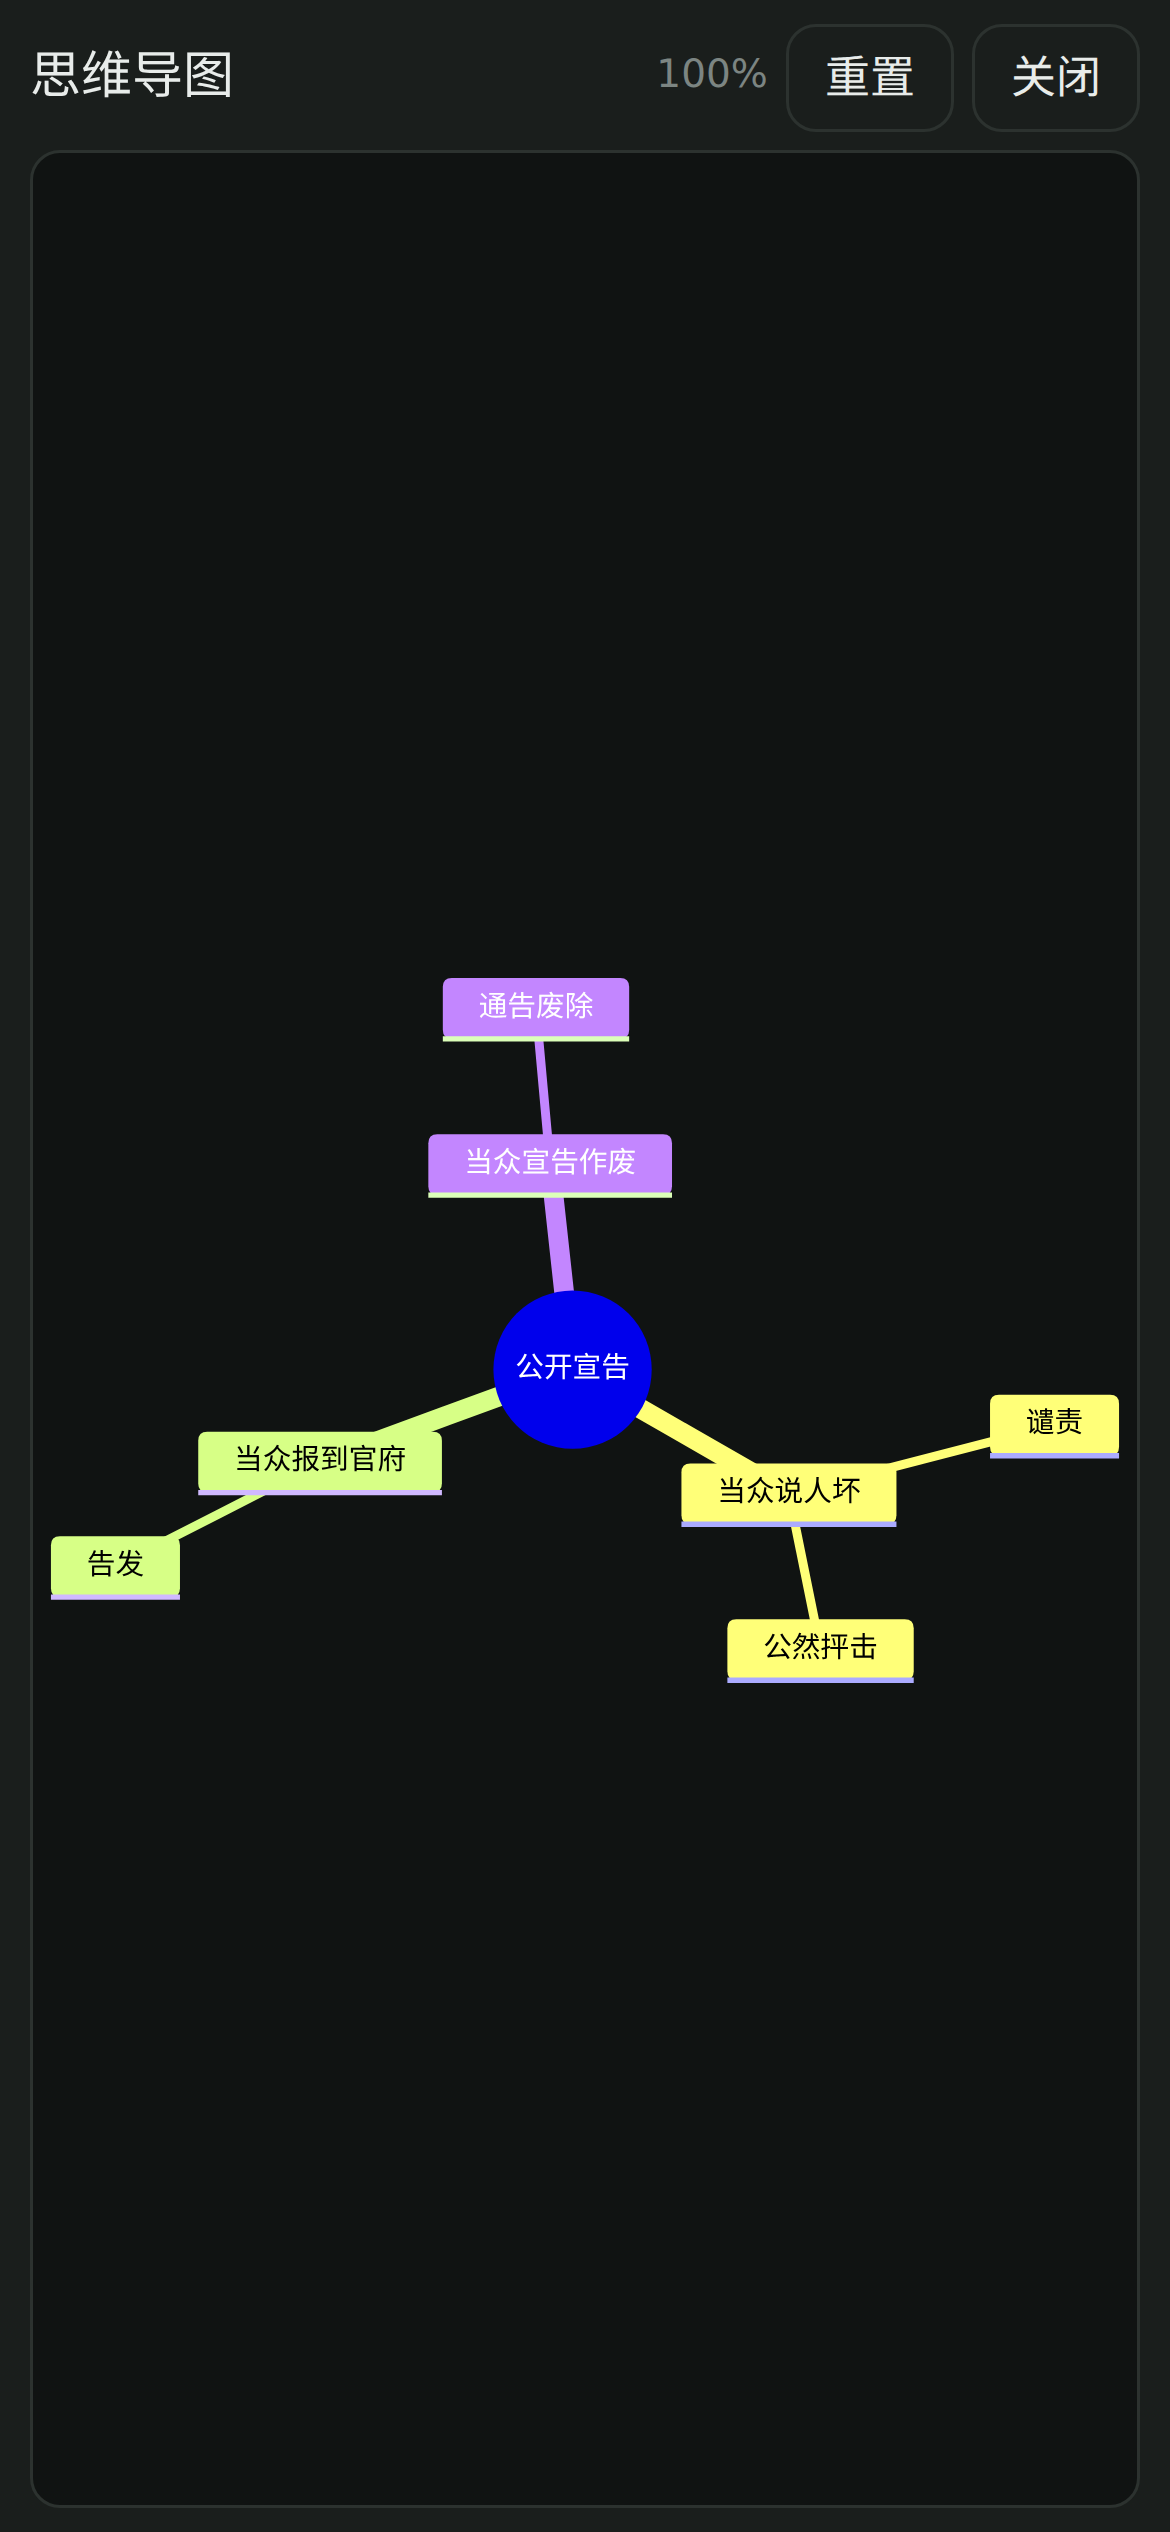 思维导图
100%
重置
关闭
通告废除
当众宣告作废
公开宣告
谴责
当众报到官府
当众说人坏
告发
公然抨击